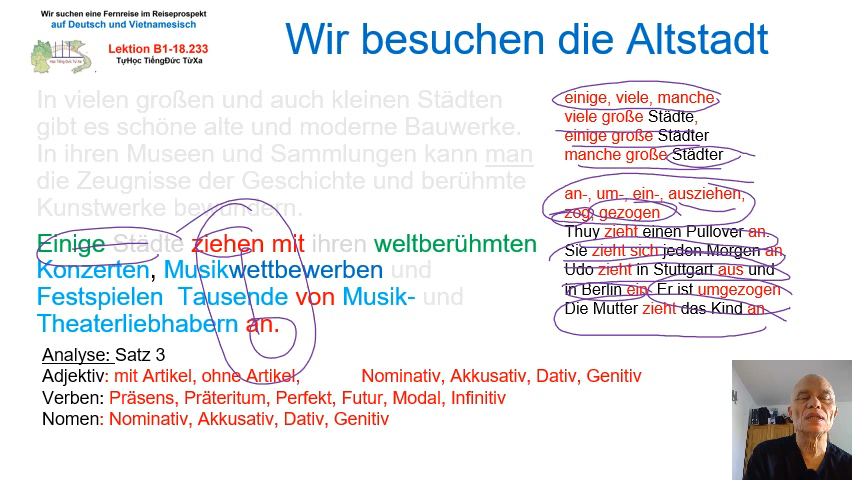 Wir suchen eine Fernreise im Reiseprospekt
auf Deutsch und Vietnamesisch
Lektion B1-18.233
TựHọc TiếngĐức TừXa
Wir besuchen die Altstadt
In vielen großen und auch kleinen Städten
gibt es schöne alte und moderne Bauwerke.
In ihren Museen und Sammlungen kann man
die Zeugnisse der Geschichte und berühmte
Kunstwerke bewundern.
Einige Städte ziehen mit ihren weltberühmten
Konzerten, Musikwettbewerben und
Festspielen Tausende von Musik- und
Theaterliebhabern an.
einige, viele, manche,
viele große Städte,
einige große Städter
manche große Städter
an-, um-, ein-, ausziehen,
zog, gezogen
Thuy zieht einen Pullover an.
Sie zieht sich jeden Morgen an,
Udo zieht in Stuttgart aus und
in Berlin ein. Er ist umgezogen
Die Mutter zieht das Kind an.
Analyse: Satz 3
Adjektiv: mit Artikel, ohne Artikel, Nominativ, Akkusativ, Dativ, Genitiv
Verben: Präsens, Präteritum, Perfekt, Futur, Modal, Infinitiv
Nomen: Nominativ, Akkusativ, Dativ, Genitiv